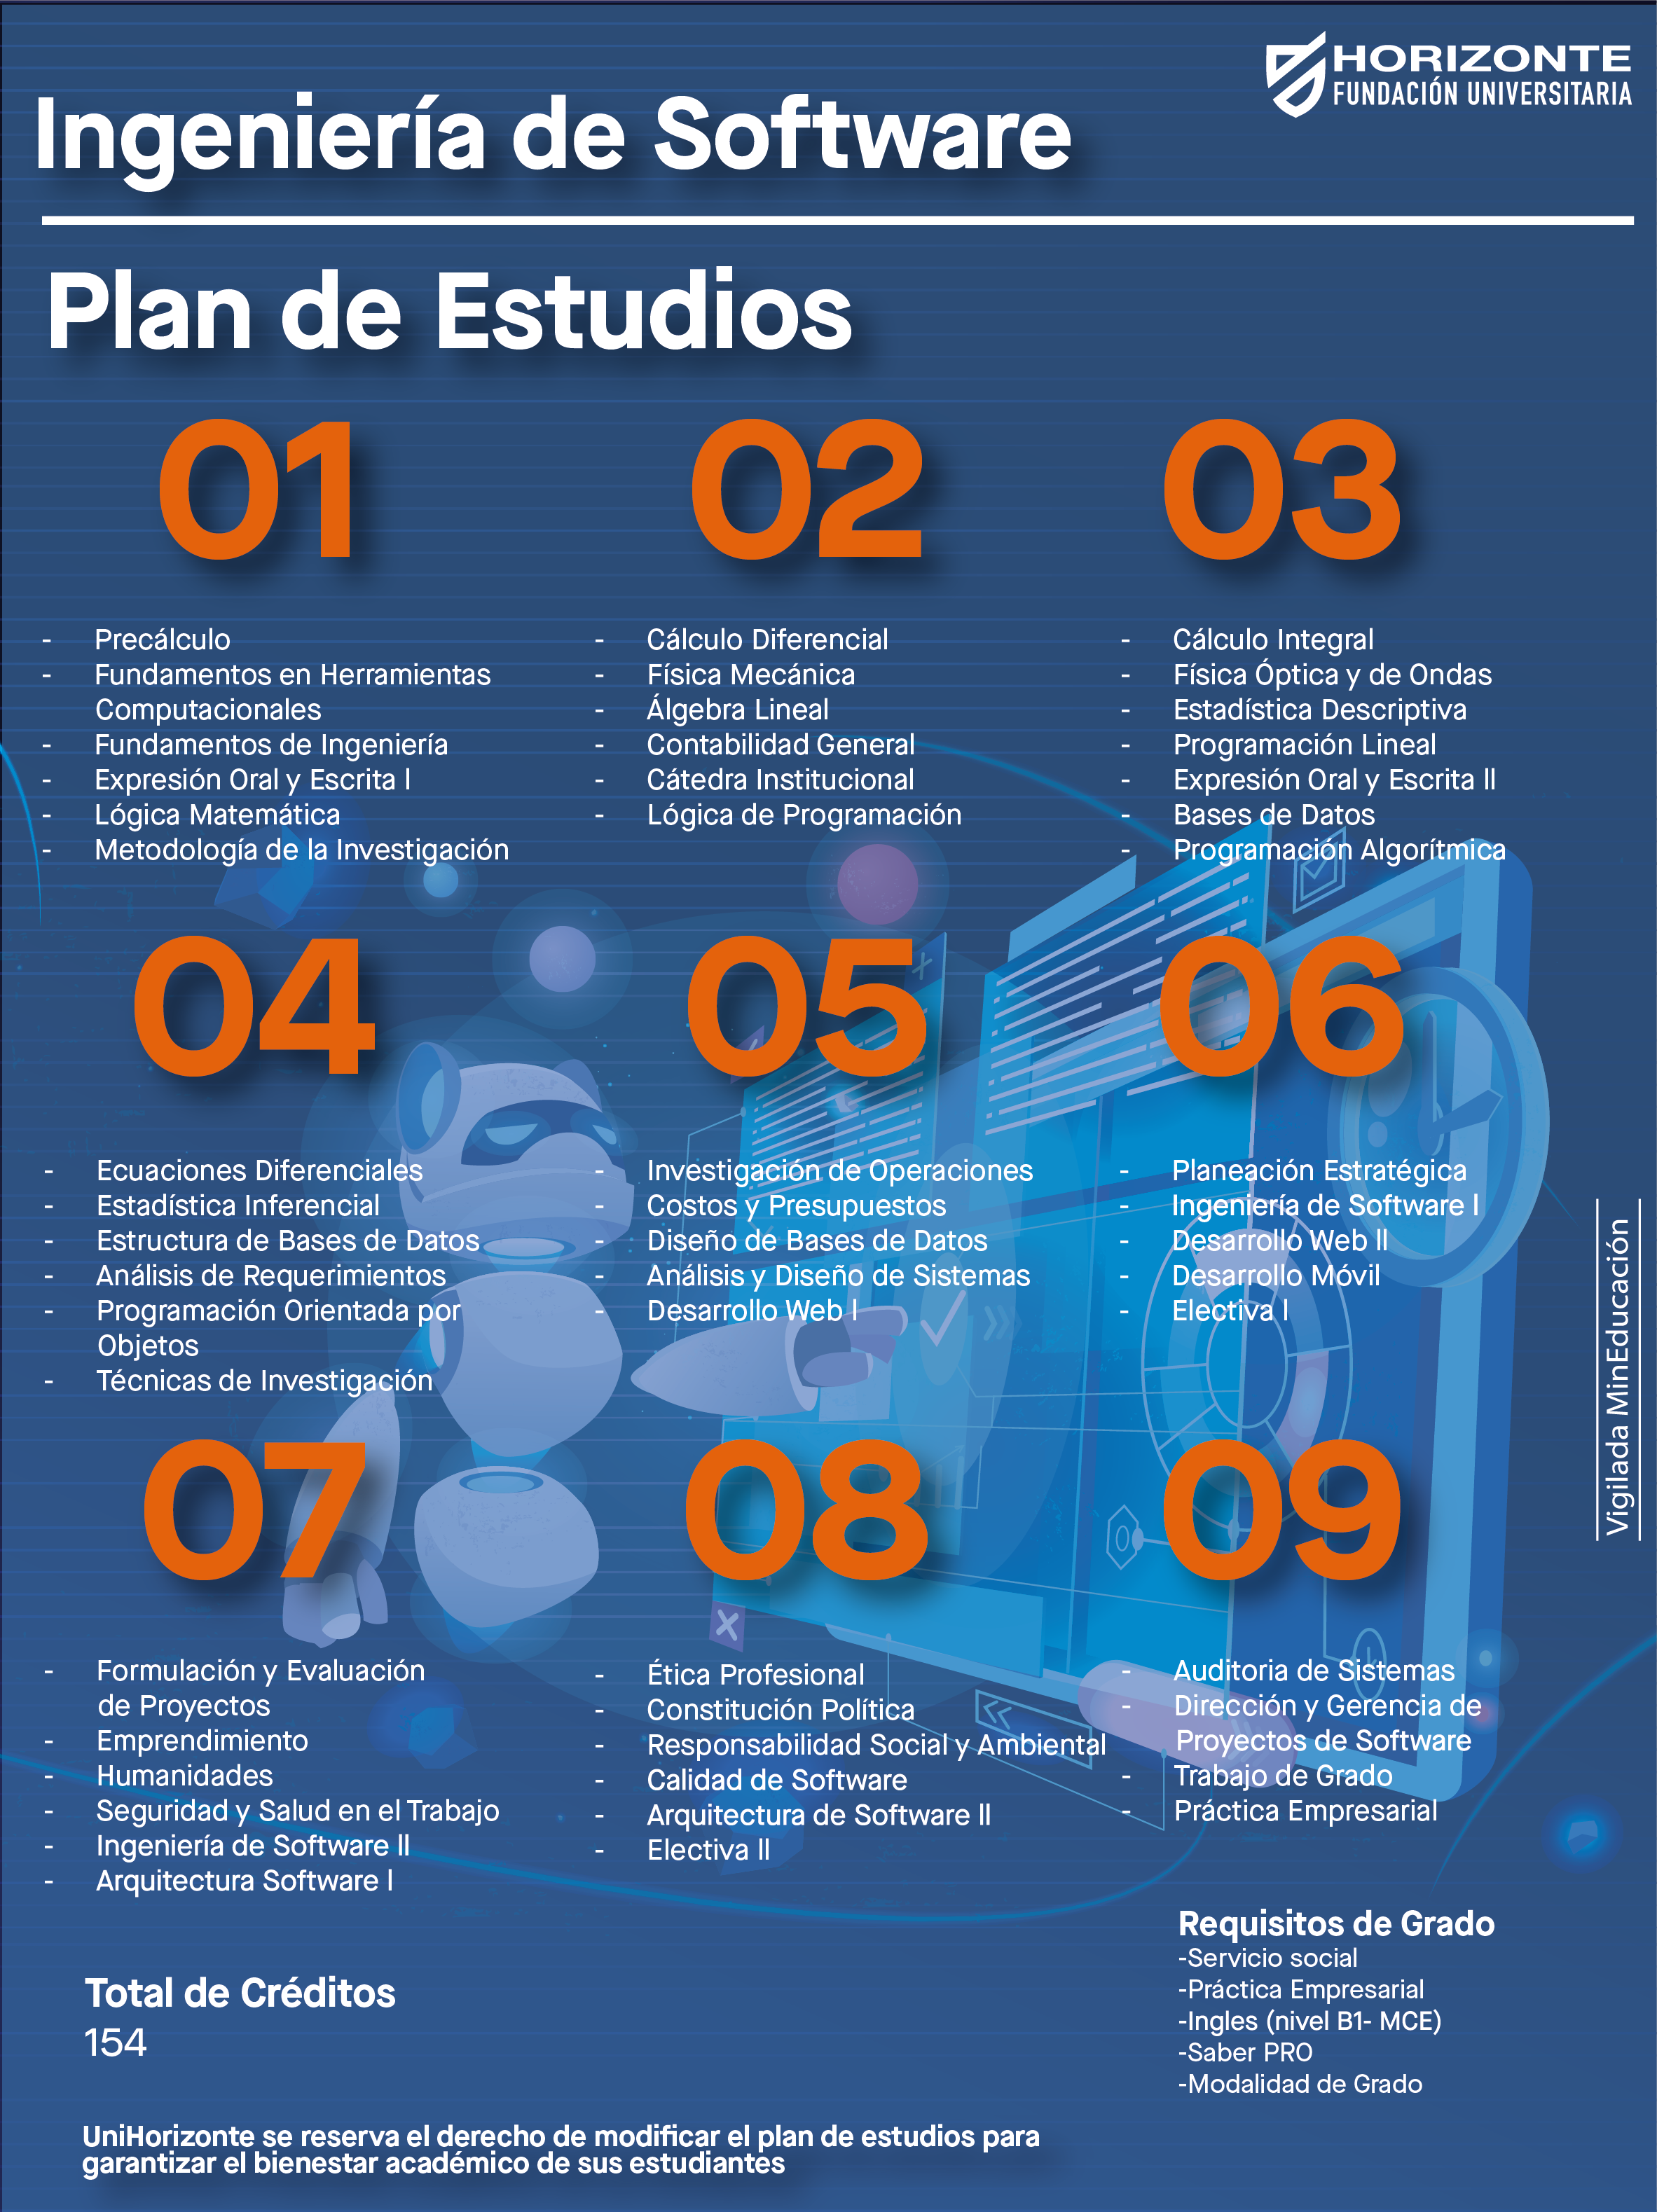 HORIZONTE
FUNDACIÓN UNIVERSITARIA
Ingeniería de Software
Plan de Estudios
01
- Precálculo
- Fundamentos en Herramientas
Computacionales
- Fundamentos de Ingeniería
- Expresión Oral y Escrita I
- Lógica Matemática
- Metodología de la Investigación
02
- Cálculo Diferencial
- Física Mecánica
- Álgebra Lineal
- Contabilidad General
- Cátedra Institucional
- Lógica de Programación
03
- Cálculo Integral
- Física Óptica y de Ondas
- Estadística Descriptiva
- Programación Lineal
- Expresión Oral y Escrita II
- Bases de Datos
- Programación Algorítmica
04
- Ecuaciones Diferenciales
- Estadística Inferencial
- Estructura de Bases de Datos
- Análisis de Requerimientos
- Programación Orientada por
Objetos
- Técnicas de Investigación
05
- Investigación de Operaciones
- Costos y Presupuestos
- Diseño de Bases de Datos
- Análisis y Diseño de Sistemas
- Desarrollo Web I
06
- Planeación Estratégica
- Ingeniería de Software I
- Desarrollo Web II
- Desarrollo Móvil
- Electiva I
07
- Formulación y Evaluación
de Proyectos
- Emprendimiento
- Humanidades
- Seguridad y Salud en el Trabajo
- Ingeniería de Software II
- Arquitectura Software I
08
- Ética Profesional
- Constitución Política
- Responsabilidad Social y Ambiental
- Calidad de Software
- Arquitectura de Software II
- Electiva II
09
- Auditoria de Sistemas
- Dirección y Gerencia de
Proyectos de Software
- Trabajo de Grado
- Práctica Empresarial
Vigilada MinEducación
Requisitos de Grado
-Servicio social
-Práctica Empresarial
-Ingles (nivel B1- MCE)
-Saber PRO
-Modalidad de Grado
Total de Créditos
154
UniHorizonte se reserva el derecho de modificar el plan de estudios para
garantizar el bienestar académico de sus estudiantes